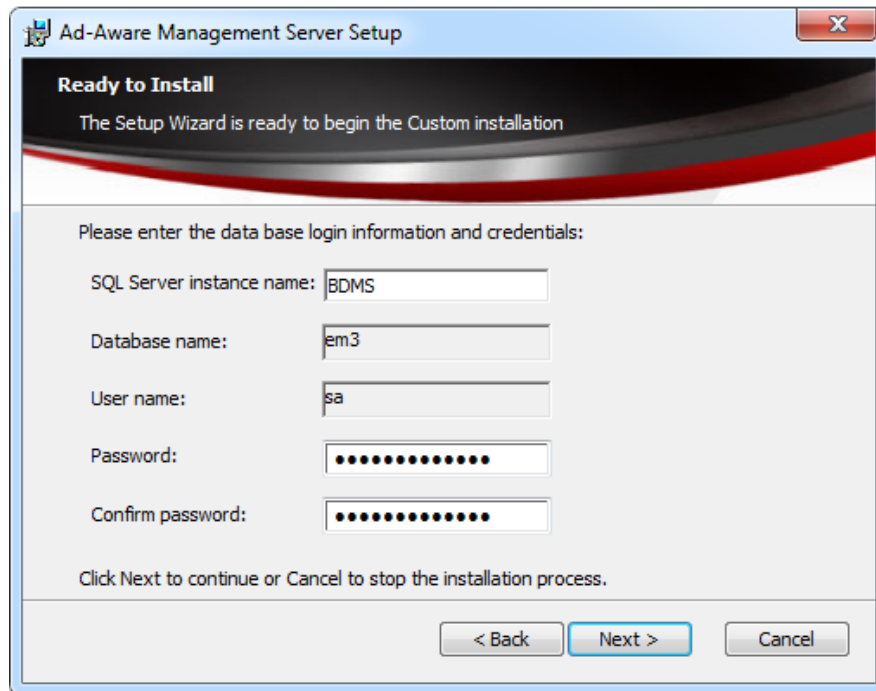 Ad-Aware Management Server Setup
Ready to Install
The Setup Wizard is ready to begin the Custom installation
Please enter the data base login information and credentials:
SQL Server instance name: BDMS
Database name: em3
User name: sa
Password: •••••••••••••
Confirm password: •••••••••••••
Click Next to continue or Cancel to stop the installation process.
< Back Next > Cancel